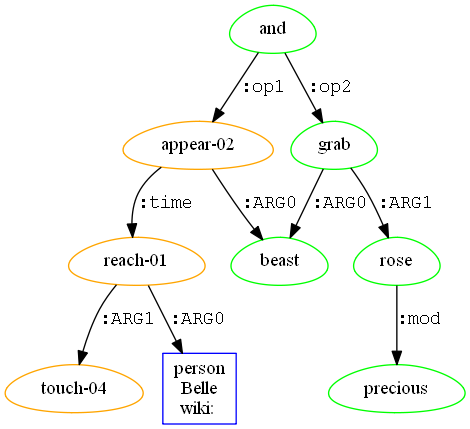 and
:op1
:op2
appear-02
grab
:time
:ARG0
:ARG0
:ARG1
reach-01
beast
rose
:ARG1
:ARG0
:mod
touch-04
person
Belle
wiki:
precious